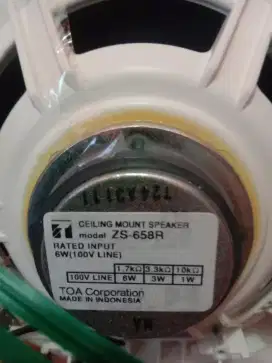 CEILING MOUNT SPEAKER
model ZS-658R
RATED INPUT
6W(100V LINE)
1.7kΩ 3.3kΩ 10kΩ
100V LINE 6W 3W 1W
TOA Corporation
MADE IN INDONESIA